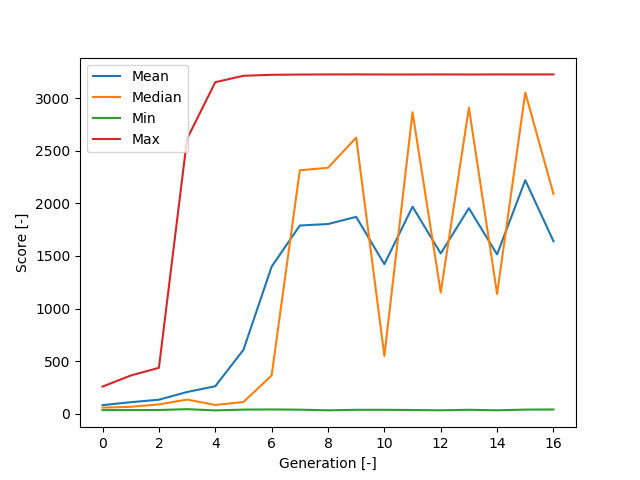 Mean
Median
Min
Max
3000
2500
2000
1500
1000
500
0
Score [-]
0 2 4 6 8 10 12 14 16
Generation [-]